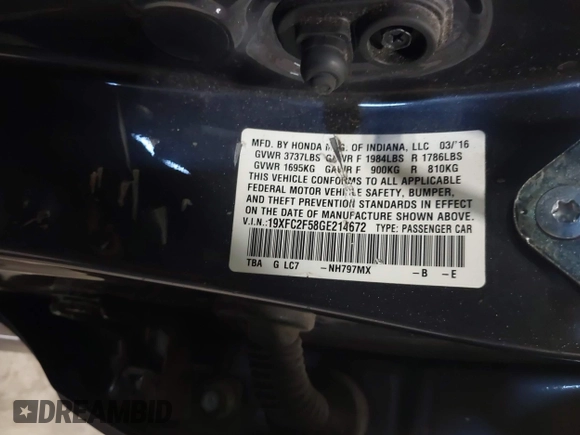 MFD. BY HONDA MFG. OF INDIANA, LLC 03/'16
GVWR 3737LBS GAWR F 1984LBS R 1786LBS
GVWR 1695KG GAWR F 900KG R 810KG
THIS VEHICLE CONFORMS TO ALL APPLICABLE
FEDERAL MOTOR VEHICLE SAFETY, BUMPER,
AND THEFT PREVENTION STANDARDS IN EFFECT
ON THE DATE OF MANUFACTURE SHOWN ABOVE.
V.I.N.:19XFC2F58GE214672 TYPE: PASSENGER CAR
TBA G LC7 -NH797MX -B -E
DREAMBID